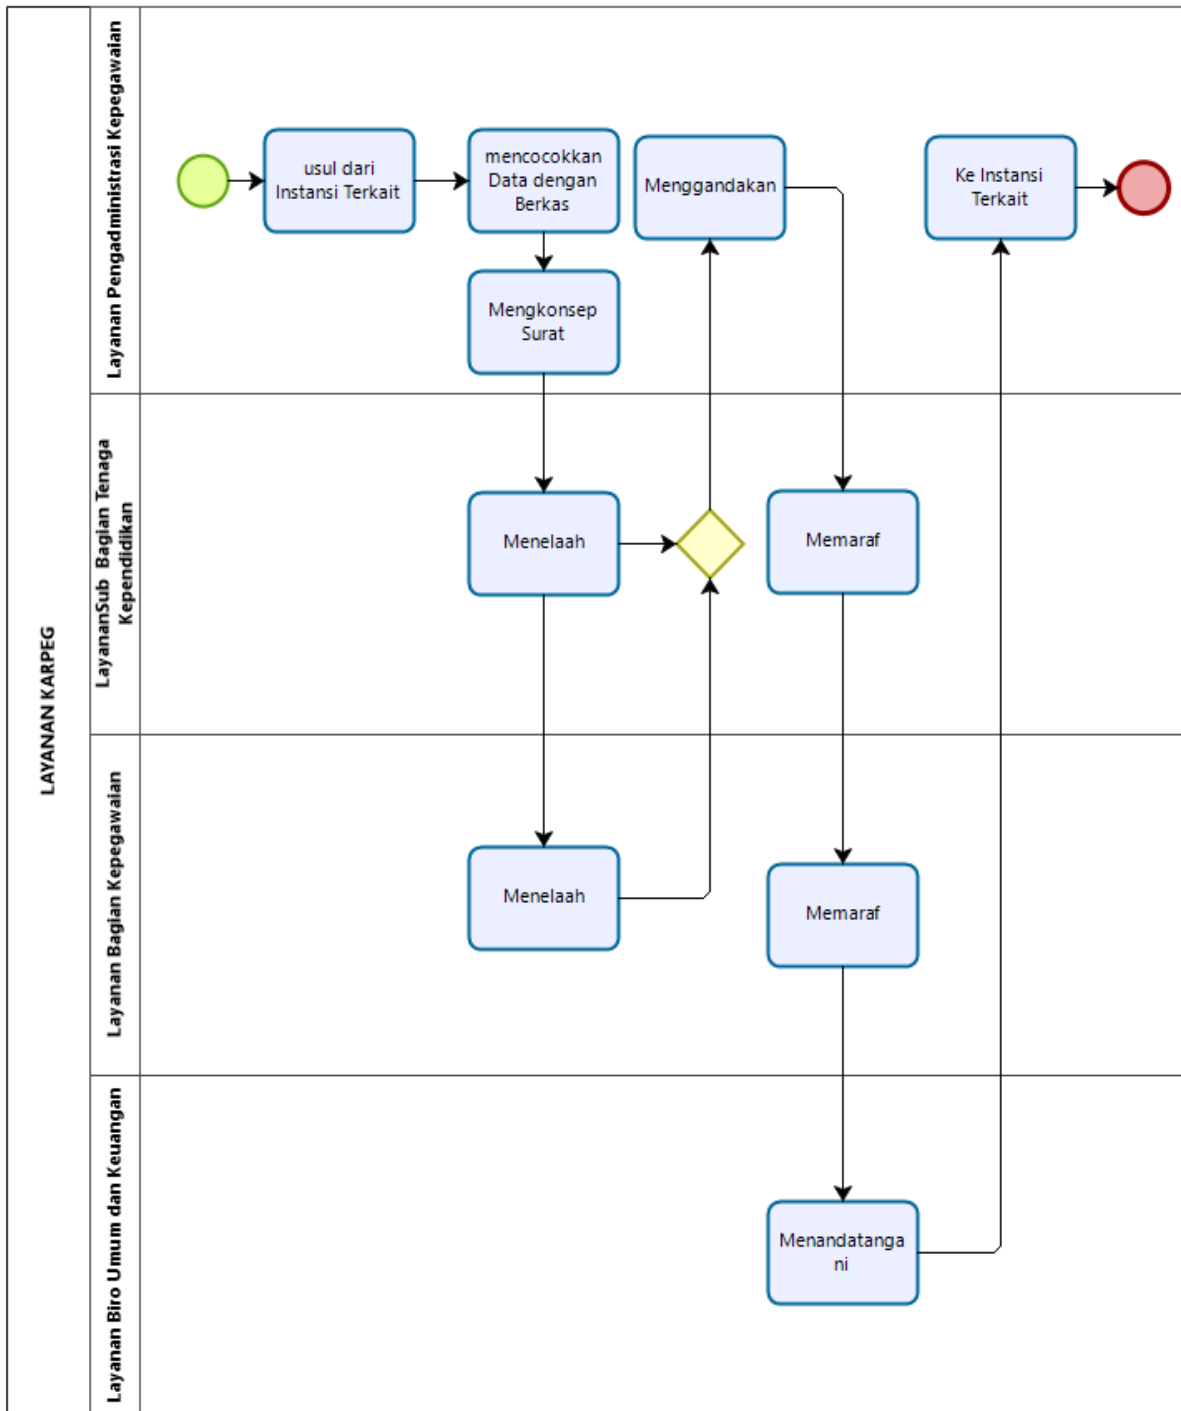 LAYANAN KARPEG
Layanan Pengadministrasi Kepegawaian
usul dari
Instansi Terkait
mencocokkan
Data dengan
Berkas
Menggandakan
Ke Instansi
Terkait
Mengkonsep
Surat
LayananSub Bagian Tenaga
Kependidikan
Menelaah
Memaraf
Layanan Bagian Kepegawaian
Menelaah
Memaraf
Layanan Biro Umum dan Keuangan
Menandatanga
ni